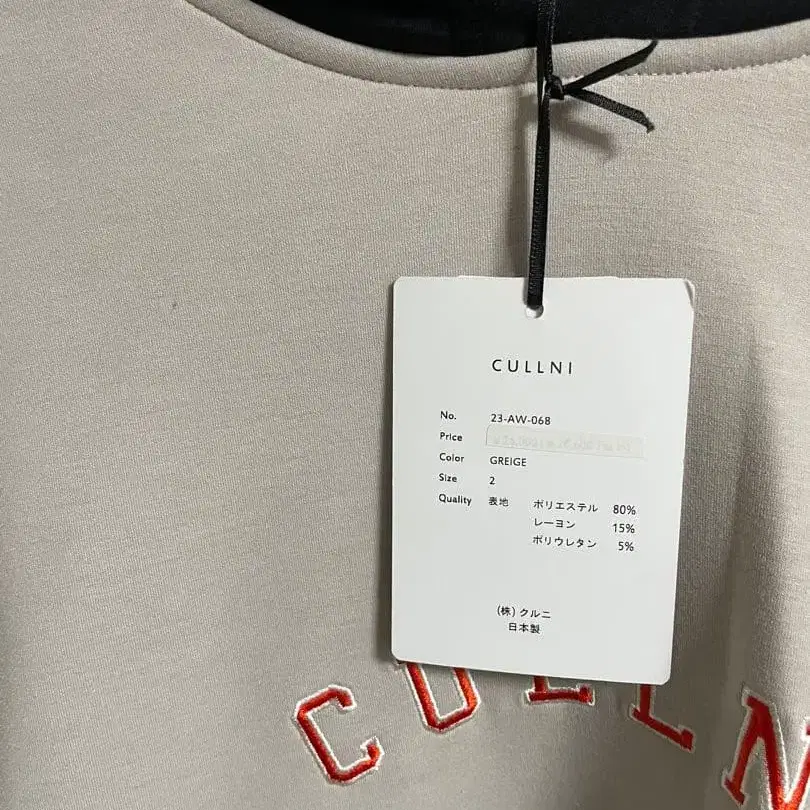 CULLNI
No. 23-AW-068
Price
Color GREIGE
Size 2
Quality 表地 ポリエステル 80%
レーヨン 15%
ポリウレタン 5%
(株) クルニ
日本製
CULLN